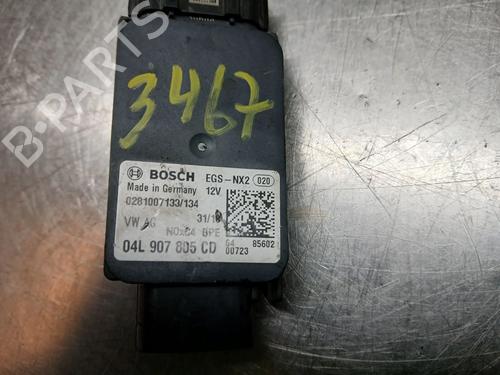 3467
BOSCH EGS-NX2 020
Made in Germany 12V
0281007133/134
VW AG 31/18
NOx24 BPE
04L 907 805 CD
64 85602
00723
B-PARTS